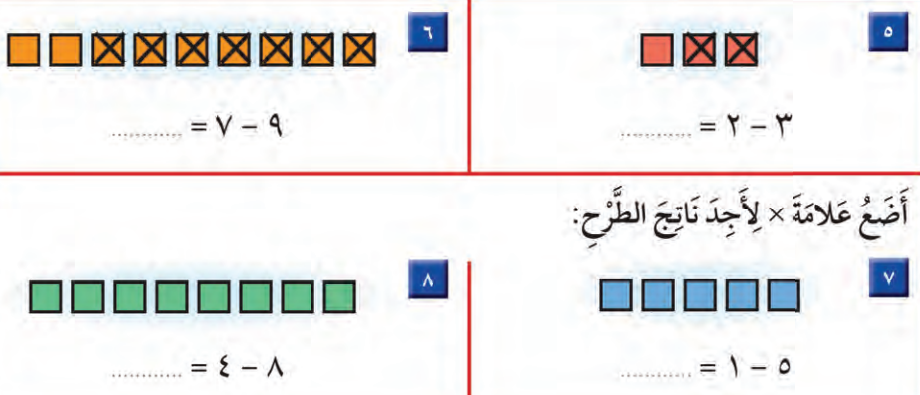 ٥
٣ – ٢ = ...........
٦
٩ – ٧ = ...........
أَضَعُ عَلامَةَ × لِأَجِدَ نَاتِجَ الطَّرْحِ:
٧
٥ – ١ = ...........
٨
٨ – ٤ = ...........